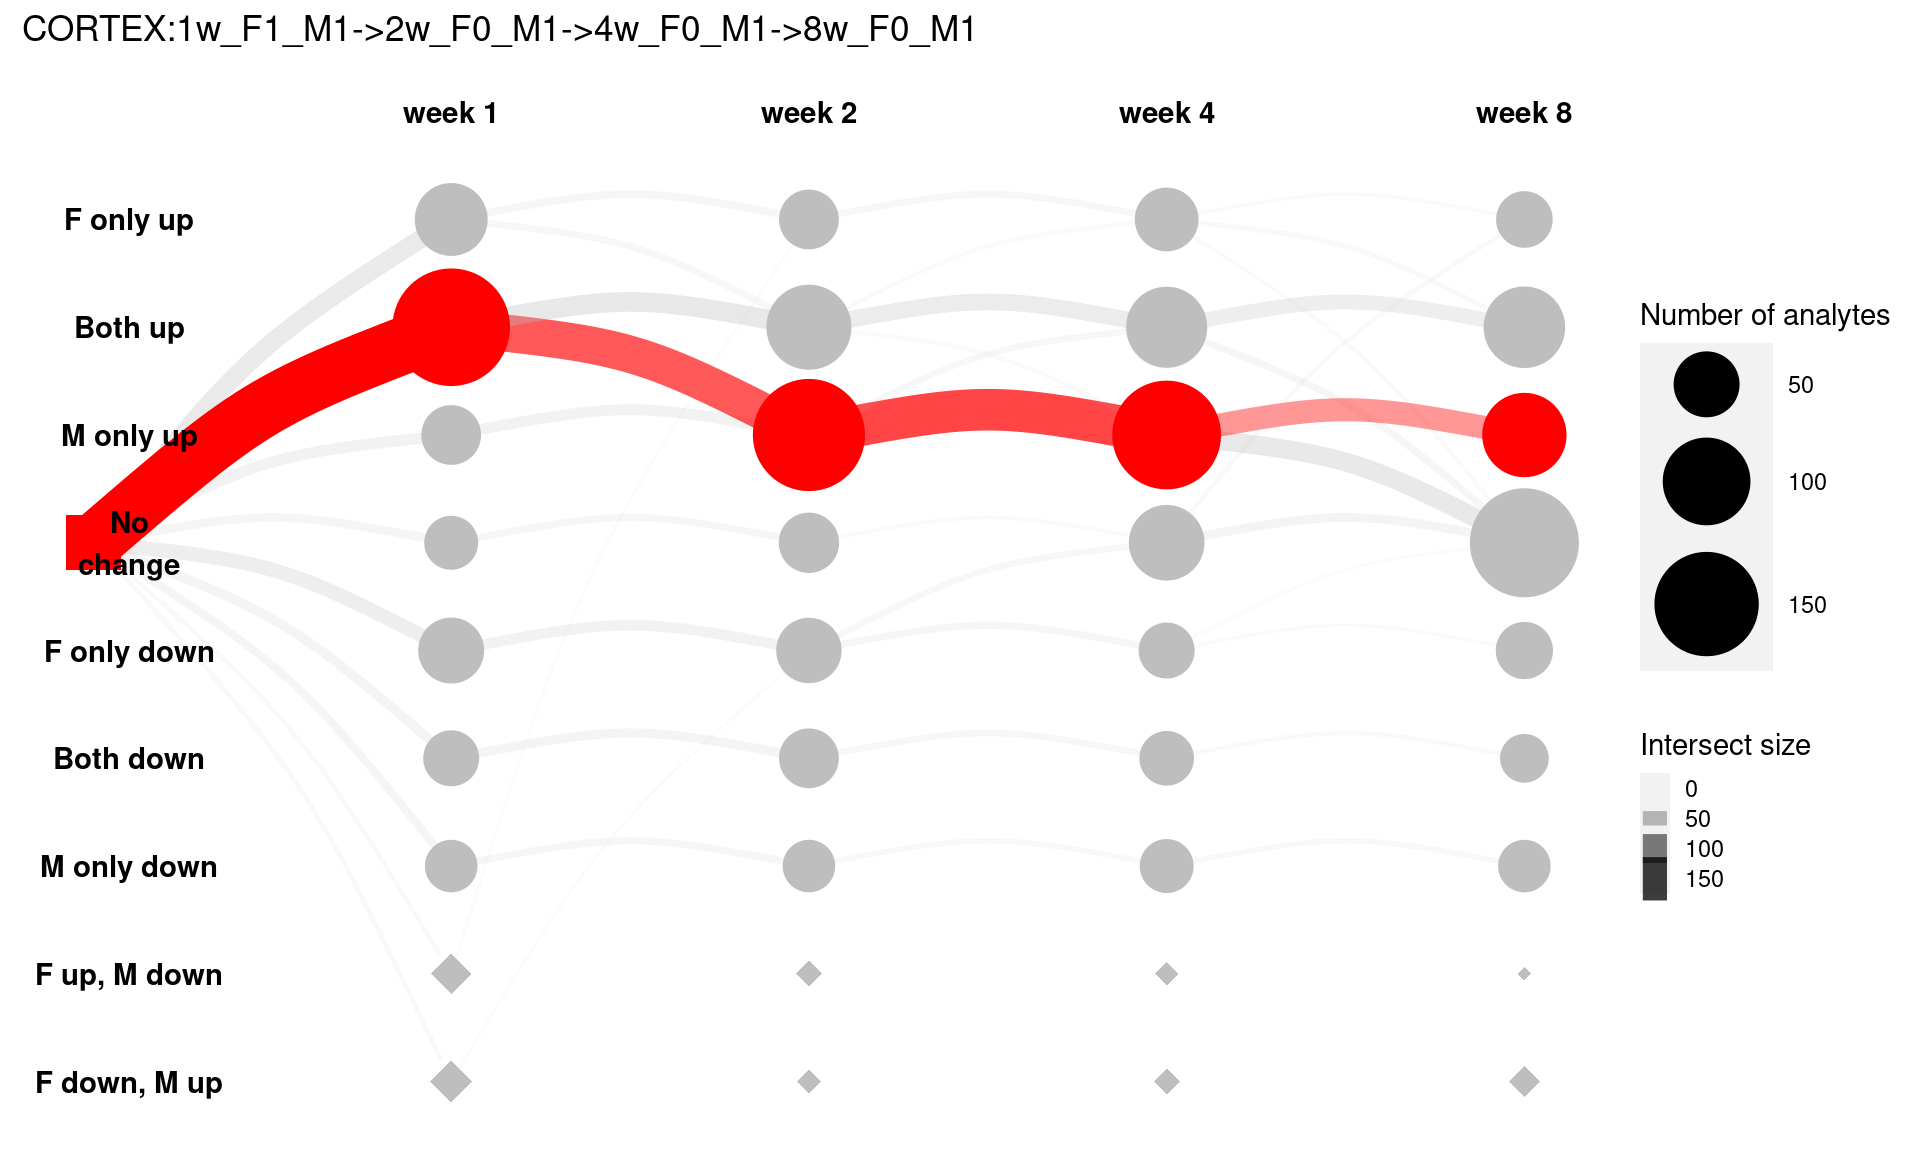 CORTEX:1w_F1_M1->2w_F0_M1->4w_F0_M1->8w_F0_M1
week 1
week 2
week 4
week 8
F only up
Both up
M only up
No
change
F only down
Both down
M only down
F up, M down
F down, M up
Number of analytes
50
100
150
Intersect size
0
50
100
150